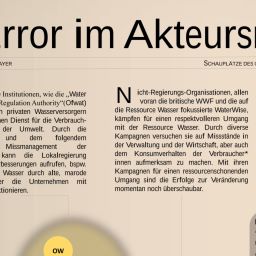 rror im Akteurs
AYER
SCHAUPLÄTZE DES
Institutionen, wie die „Water
Regulation Authority“(Ofwat)
en privaten Wasserversorgern
nen Dienst für die Verbrauch-
der Umwelt. Durch die
und dem folgendem
Missmanagement der
kann die Lokalregierung
besserungen aufrufen, bspw.
Wasser durch alte, marode
er die Unternehmen mit
ktionieren.
Nicht-Regierungs-Organisationen, allen
voran die britische WWF und die auf
die Ressource Wasser fokussierte WaterWise,
kämpfen für einen respektvolleren Umgang
mit der Ressource Wasser. Durch diverse
Kampagnen versuchen sie auf Missstände in
der Verwaltung und der Wirtschaft, aber auch
dem Konsumverhalten der Verbraucher*
innen aufmerksam zu machen. Mit ihren
Kampagnen für einen ressourcenschonenden
Umgang sind die Erfolge zur Veränderung
momentan noch überschaubar.
OW